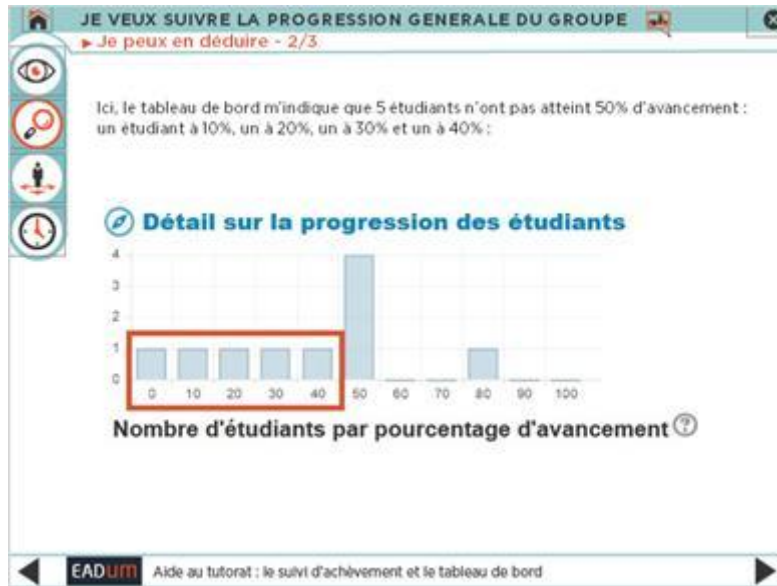 JE VEUX SUIVRE LA PROGRESSION GENERALE DU GROUPE
▸ Je peux en déduire - 2/3
Ici, le tableau de bord m'indique que 5 étudiants n'ont pas atteint 50% d'avancement :
un étudiant à 10%, un à 20%, un à 30% et un à 40% :
Détail sur la progression des étudiants
4
3
2
1
0
0 10 20 30 40 50 60 70 80 90 100
Nombre d'étudiants par pourcentage d'avancement ?
EADUM Aide au tutorat : le suivi d'achèvement et le tableau de bord